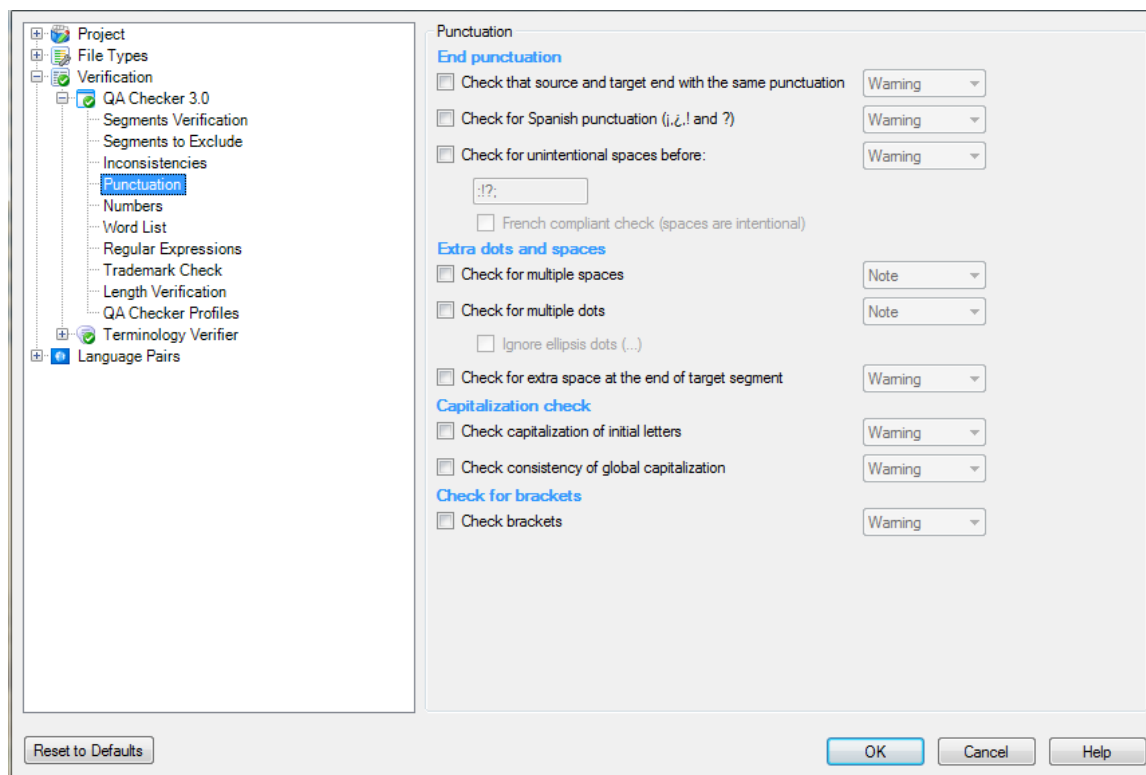 Project
File Types
Verification
QA Checker 3.0
Segments Verification
Segments to Exclude
Inconsistencies
Punctuation
Numbers
Word List
Regular Expressions
Trademark Check
Length Verification
QA Checker Profiles
Terminology Verifier
Language Pairs
Punctuation
End punctuation
Check that source and target end with the same punctuation Warning
Check for Spanish punctuation (¡,¿,! and ?) Warning
Check for unintentional spaces before: Warning
:!?;
French compliant check (spaces are intentional)
Extra dots and spaces
Check for multiple spaces Note
Check for multiple dots Note
Ignore ellipsis dots (...)
Check for extra space at the end of target segment Warning
Capitalization check
Check capitalization of initial letters Warning
Check consistency of global capitalization Warning
Check for brackets
Check brackets Warning
Reset to Defaults OK Cancel Help